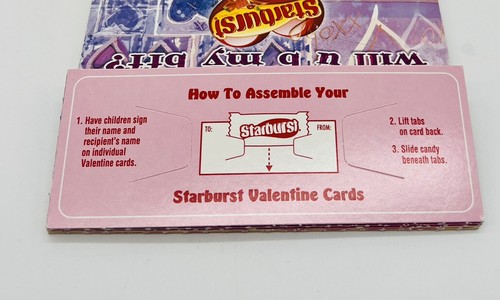 Starburst
XOXX
will u b my bff?
How To Assemble Your
1. Have children sign
their name and
recipient's name
on individual
Valentine cards.
TO:
Starburst
FROM:
2. Lift tabs
on card back.
3. Slide candy
beneath tabs.
Starburst Valentine Cards